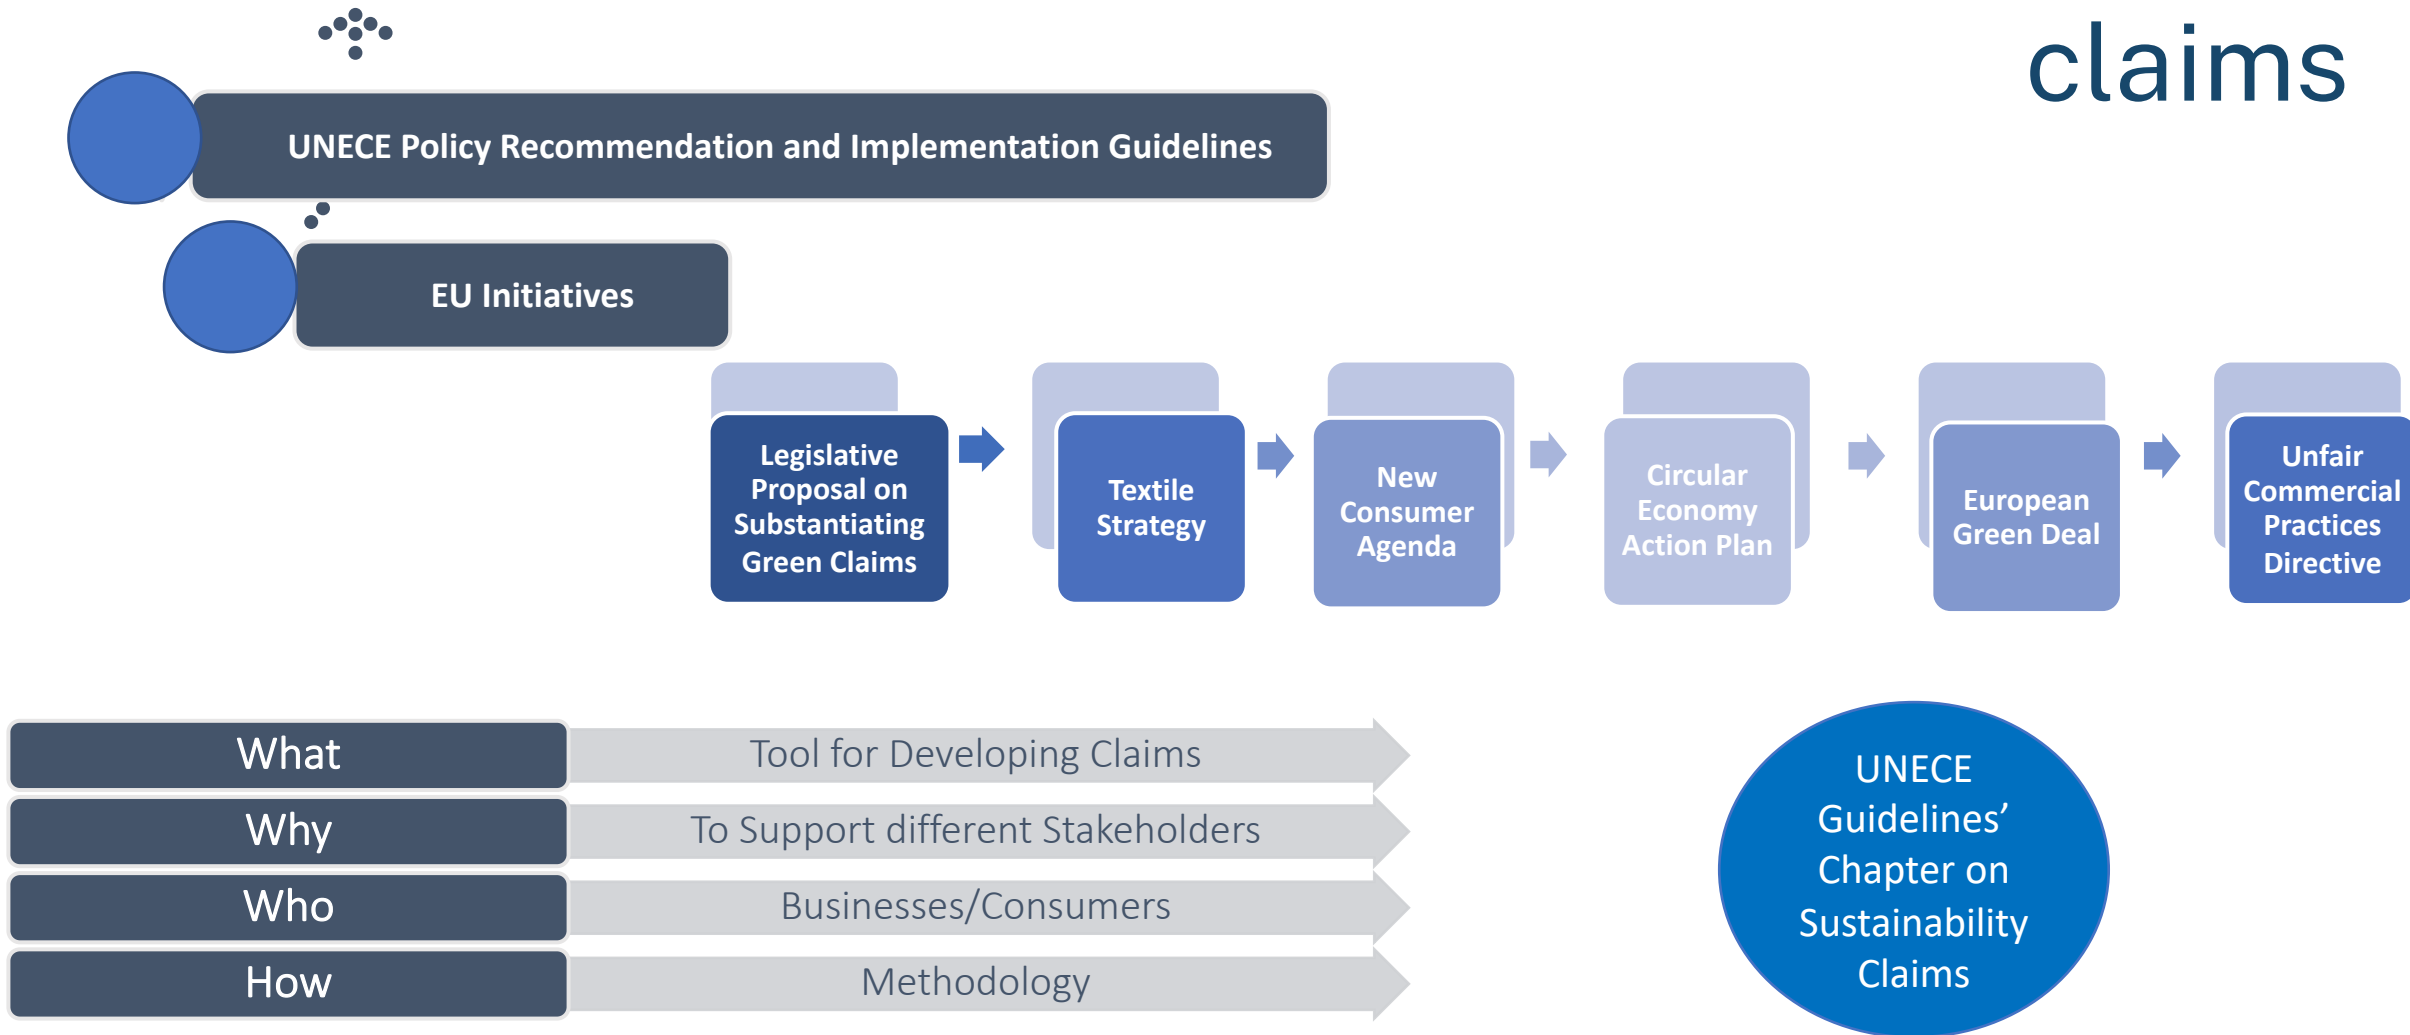 claims
UNECE Policy Recommendation and Implementation Guidelines
EU Initiatives
Legislative
Proposal on
Substantiating
Green Claims
Textile
Strategy
New
Consumer
Agenda
Circular
Economy
Action Plan
European
Green Deal
Unfair
Commercial
Practices
Directive
What
Tool for Developing Claims
Why
To Support different Stakeholders
Who
Businesses/Consumers
How
Methodology
UNECE
Guidelines’
Chapter on
Sustainability
Claims